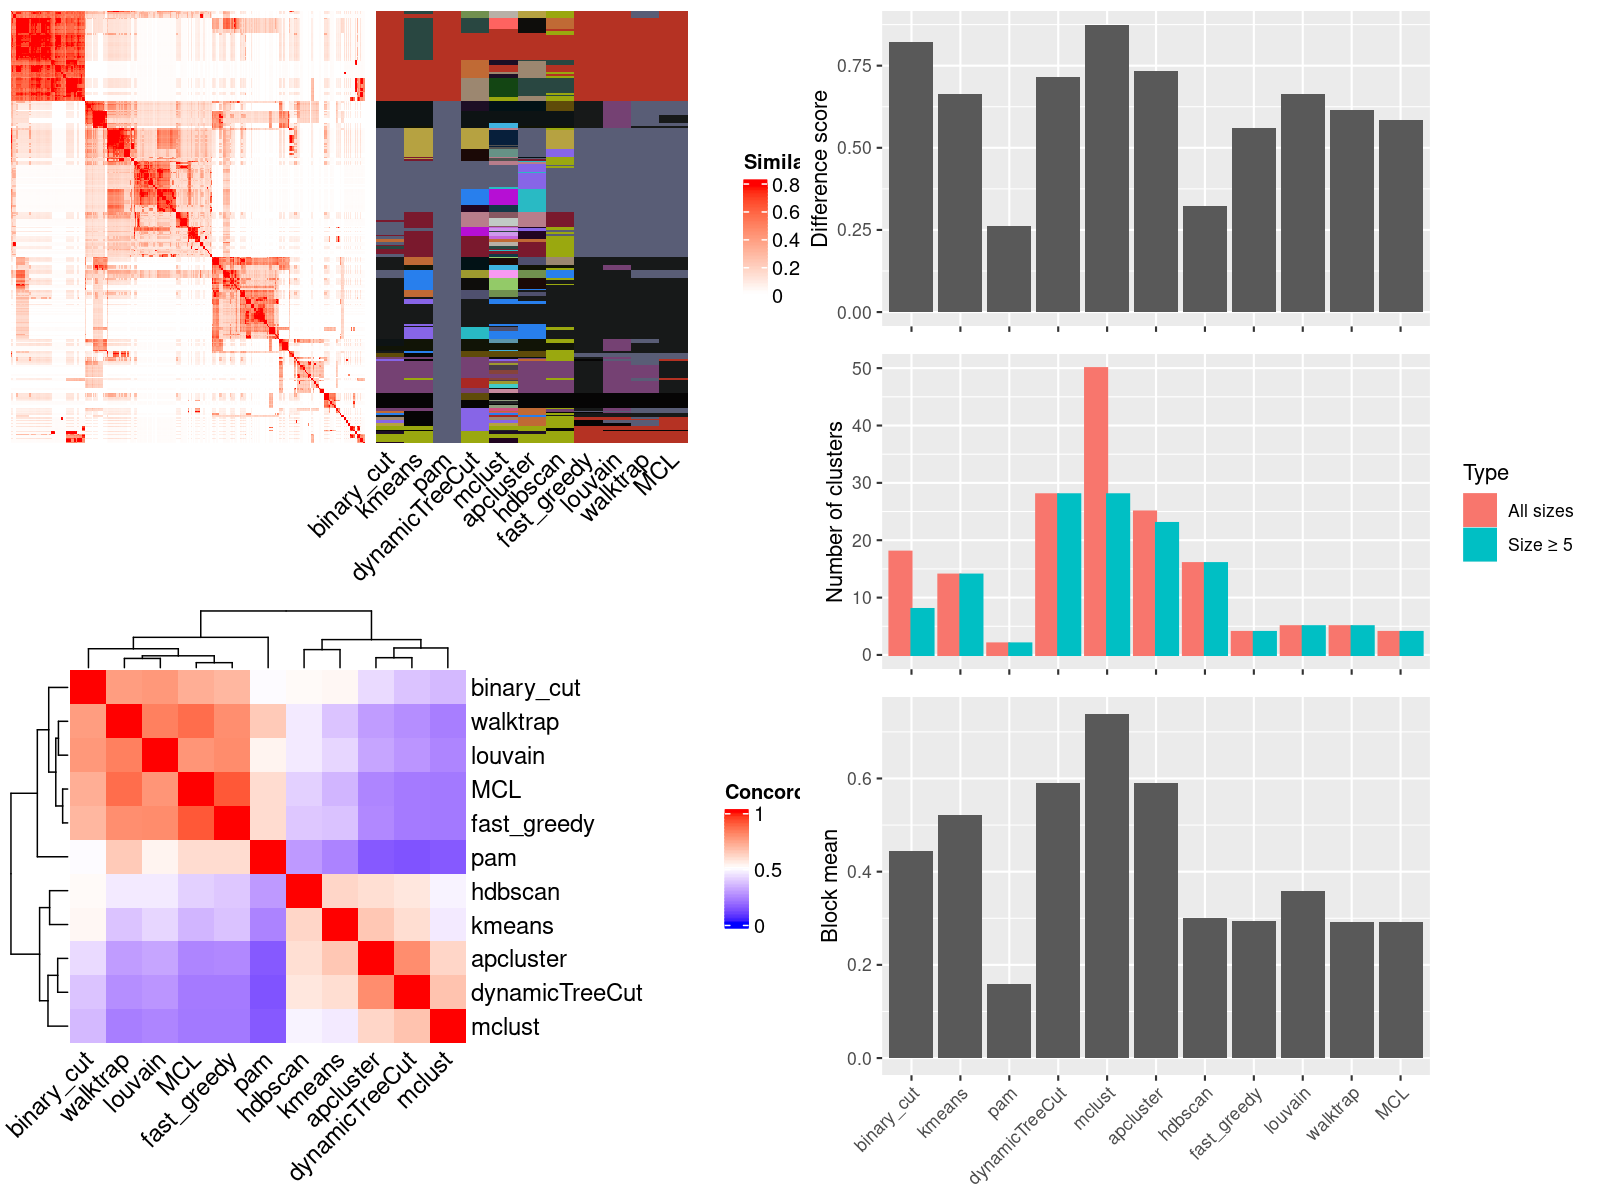 Simila
0.8
0.6
0.4
0.2
0
binary_cut
kmeans
pam
dynamicTreeCut
mclust
apcluster
hdbscan
fast_greedy
louvain
walktrap
MCL
binary_cut
walktrap
louvain
MCL
fast_greedy
pam
hdbscan
kmeans
apcluster
dynamicTreeCut
mclust
binary_cut
walktrap
louvain
MCL
fast_greedy
pam
hdbscan
kmeans
apcluster
dynamicTreeCut
mclust
Concord
1
0.5
0
Difference score
0.75
0.50
0.25
0.00
Number of clusters
50
40
30
20
10
0
Type
All sizes
Size ≥ 5
Block mean
0.6
0.4
0.2
0.0
binary_cut
kmeans
pam
dynamicTreeCut
mclust
apcluster
hdbscan
fast_greedy
louvain
walktrap
MCL